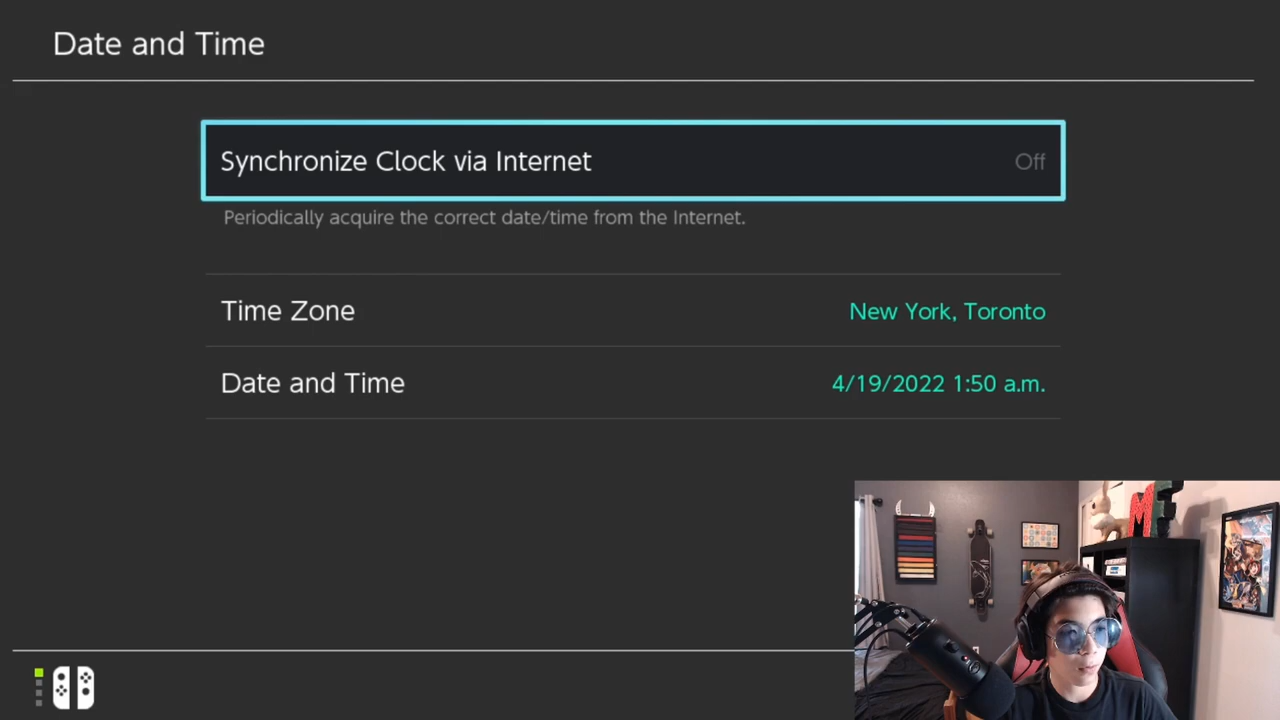 Date and Time
Synchronize Clock via Internet Off
Periodically acquire the correct date/time from the Internet.
Time Zone New York, Toronto
Date and Time 4/19/2022 1:50 a.m.
ME